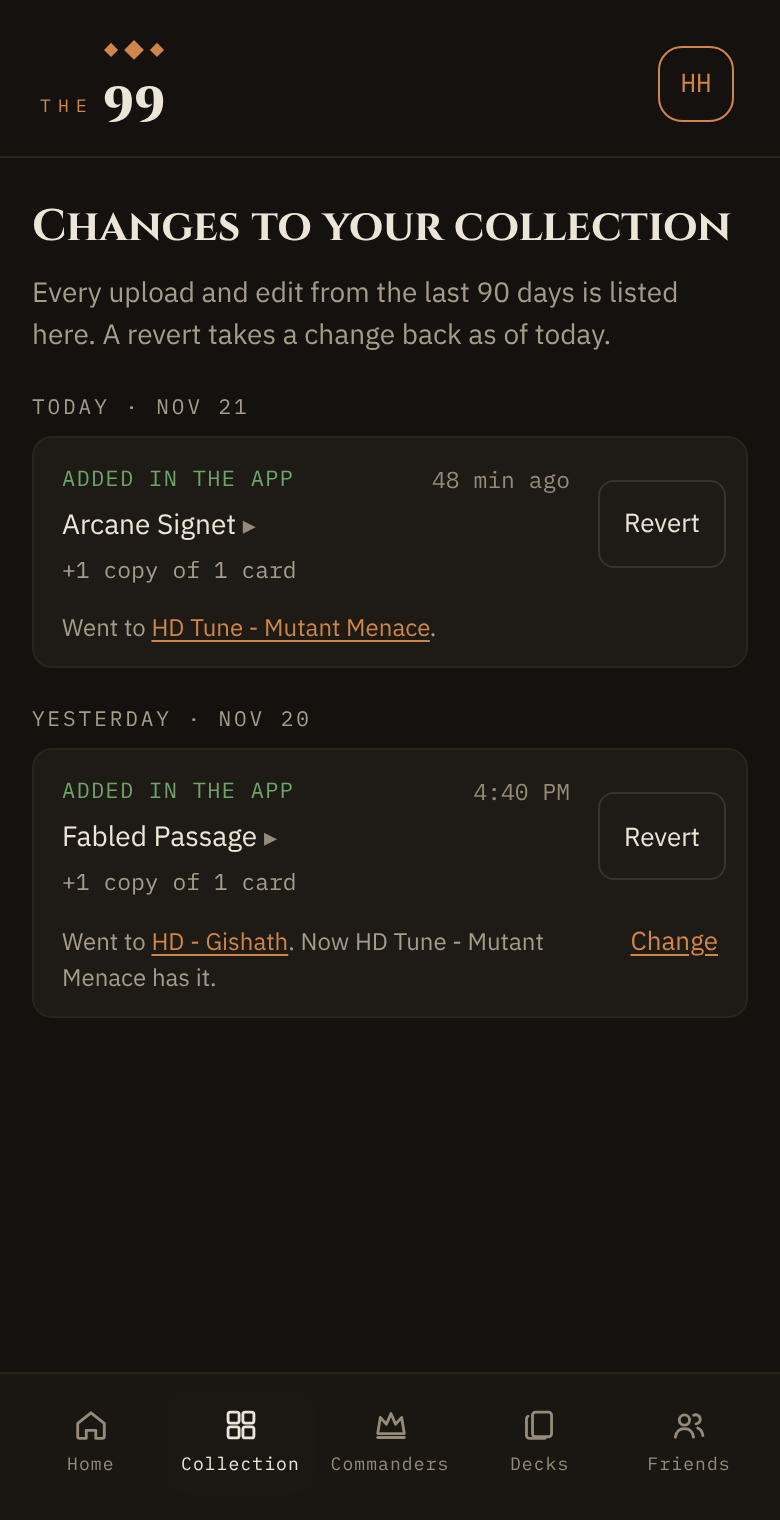 THE 99
HH
Changes to your collection
Every upload and edit from the last 90 days is listed
here. A revert takes a change back as of today.
TODAY · NOV 21
ADDED IN THE APP
48 min ago
Arcane Signet ▸
Revert
+1 copy of 1 card
Went to HD Tune - Mutant Menace.
YESTERDAY · NOV 20
ADDED IN THE APP
4:40 PM
Fabled Passage ▸
Revert
+1 copy of 1 card
Went to HD - Gishath. Now HD Tune - Mutant
Menace has it.
Change
Home
Collection
Commanders
Decks
Friends